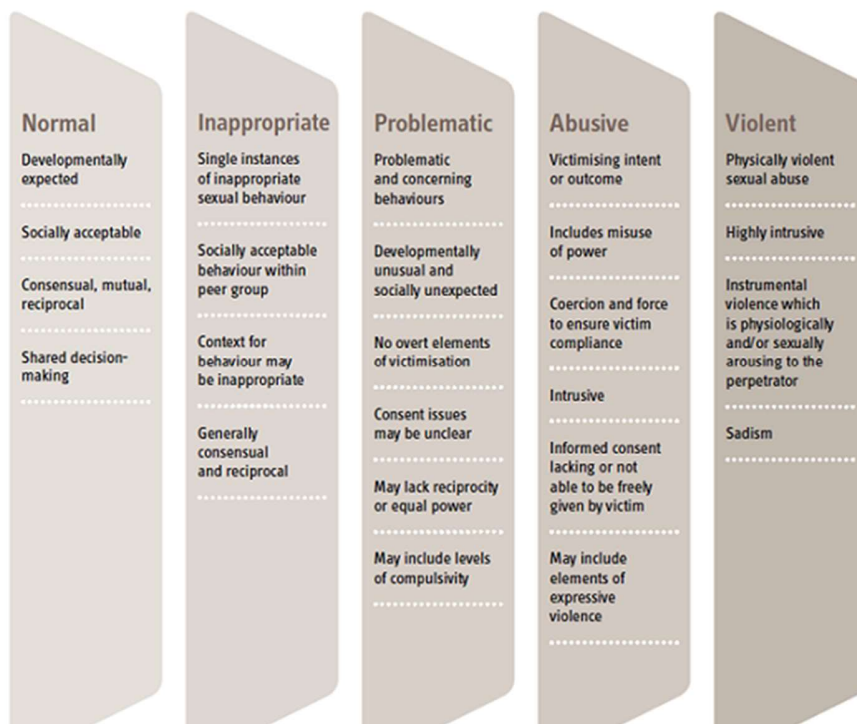 Normal
Developmentally
expected
Socially acceptable
Consensual, mutual,
reciprocal
Shared decision-
making
Inappropriate
Single instances
of inappropriate
sexual behaviour
Socially acceptable
behaviour within
peer group
Context for
behaviour may
be inappropriate
Generally
consensual
and reciprocal
Problematic
Problematic
and concerning
behaviours
Developmentally
unusual and
socially unexpected
No overt elements
of victimisation
Consent issues
may be unclear
May lack reciprocity
or equal power
May include levels
of compulsivity
Abusive
Victimising intent
or outcome
Includes misuse
of power
Coercion and force
to ensure victim
compliance
Intrusive
Informed consent
lacking or not
able to be freely
given by victim
May include
elements of
expressive
violence
Violent
Physically violent
sexual abuse
Highly intrusive
Instrumental
violence which
is physiologically
and/or sexually
arousing to the
perpetrator
Sadism